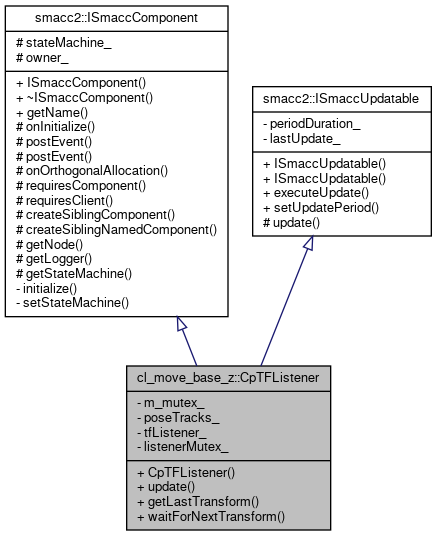 smacc2::ISmaccComponent
# stateMachine_
# owner_
+ ISmaccComponent()
+ ~ISmaccComponent()
+ getName()
# onInitialize()
# postEvent()
# postEvent()
# onOrthogonalAllocation()
# requiresComponent()
# requiresClient()
# createSiblingComponent()
# createSiblingNamedComponent()
# getNode()
# getLogger()
# getStateMachine()
- initialize()
- setStateMachine()
smacc2::ISmaccUpdatable
- periodDuration_
- lastUpdate_
+ ISmaccUpdatable()
+ ISmaccUpdatable()
+ executeUpdate()
+ setUpdatePeriod()
# update()
cl_move_base_z::CpTFListener
- m_mutex_
- poseTracks_
- tfListener_
- listenerMutex_
+ CpTFListener()
+ update()
+ getLastTransform()
+ waitForNextTransform()